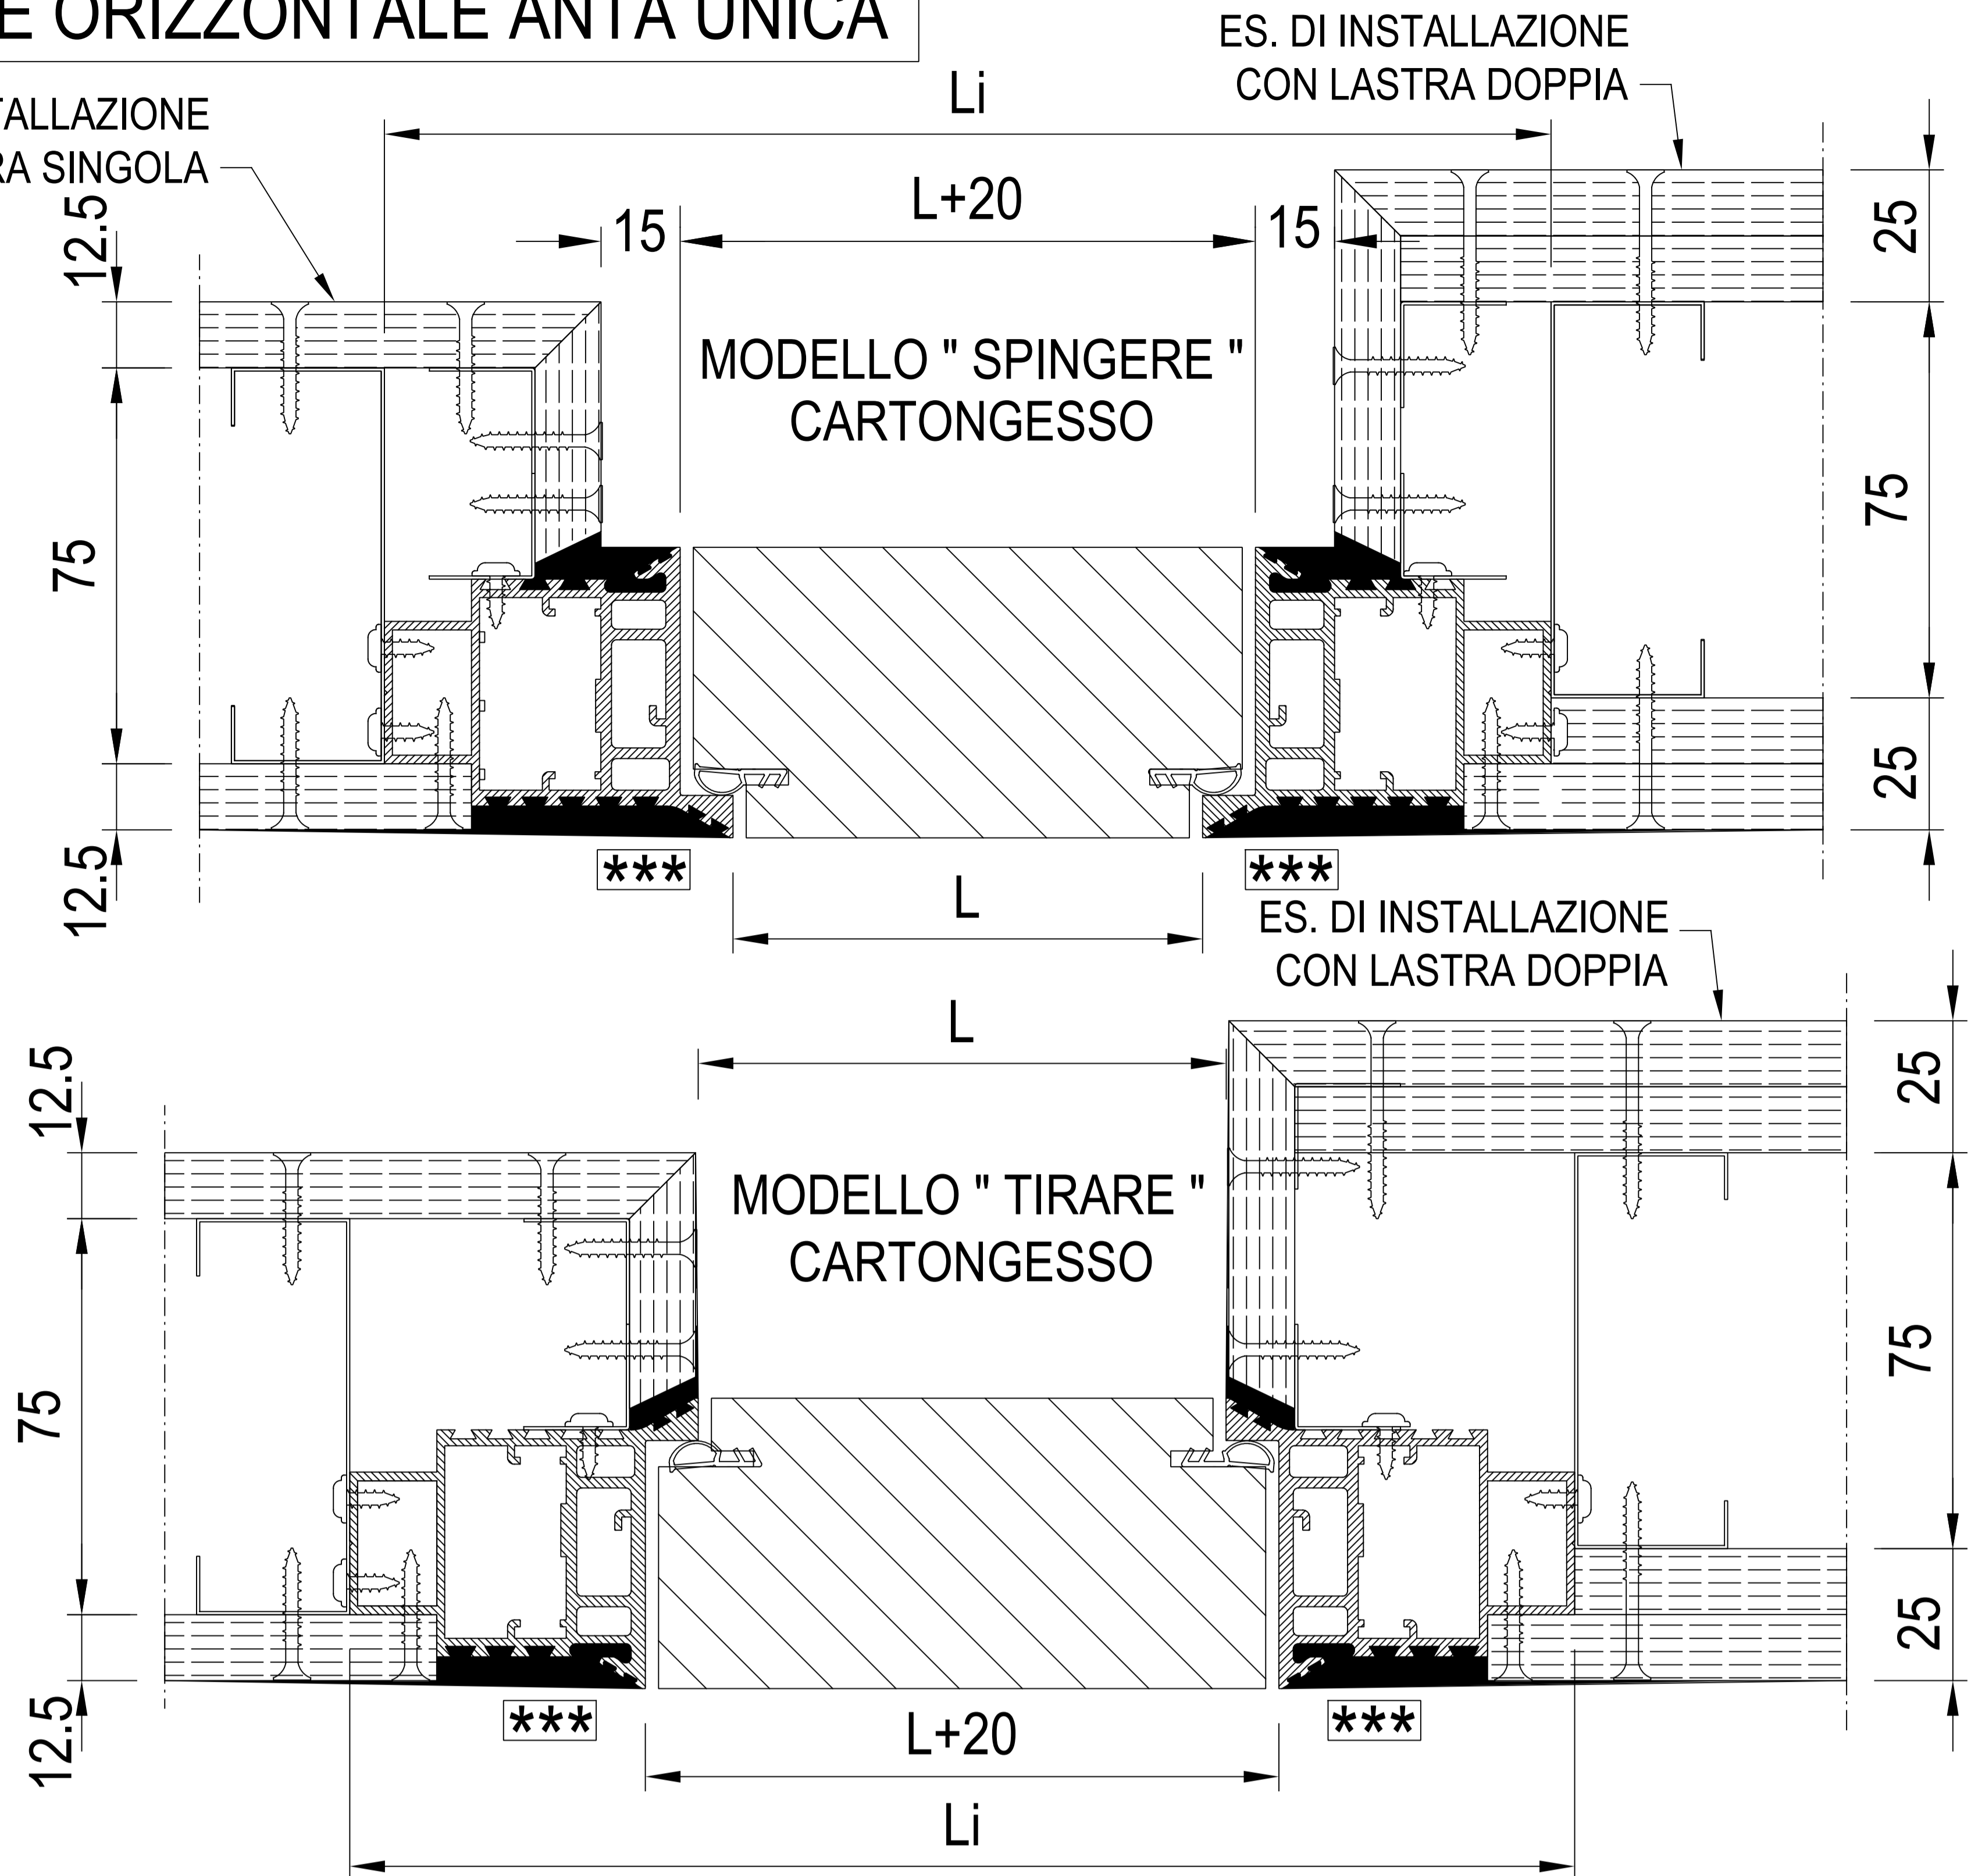 E ORIZZONTALE ANTA UNICA
ES. DI INSTALLAZIONE
CON LASTRA DOPPIA
TALLAZIONE
RA SINGOLA
Li
L+20
15
15
12.5
75
12.5
25
75
25
MODELLO " SPINGERE "
CARTONGESSO
***
***
L
ES. DI INSTALLAZIONE
CON LASTRA DOPPIA
L
12.5
75
12.5
25
75
25
MODELLO " TIRARE "
CARTONGESSO
***
***
L+20
Li